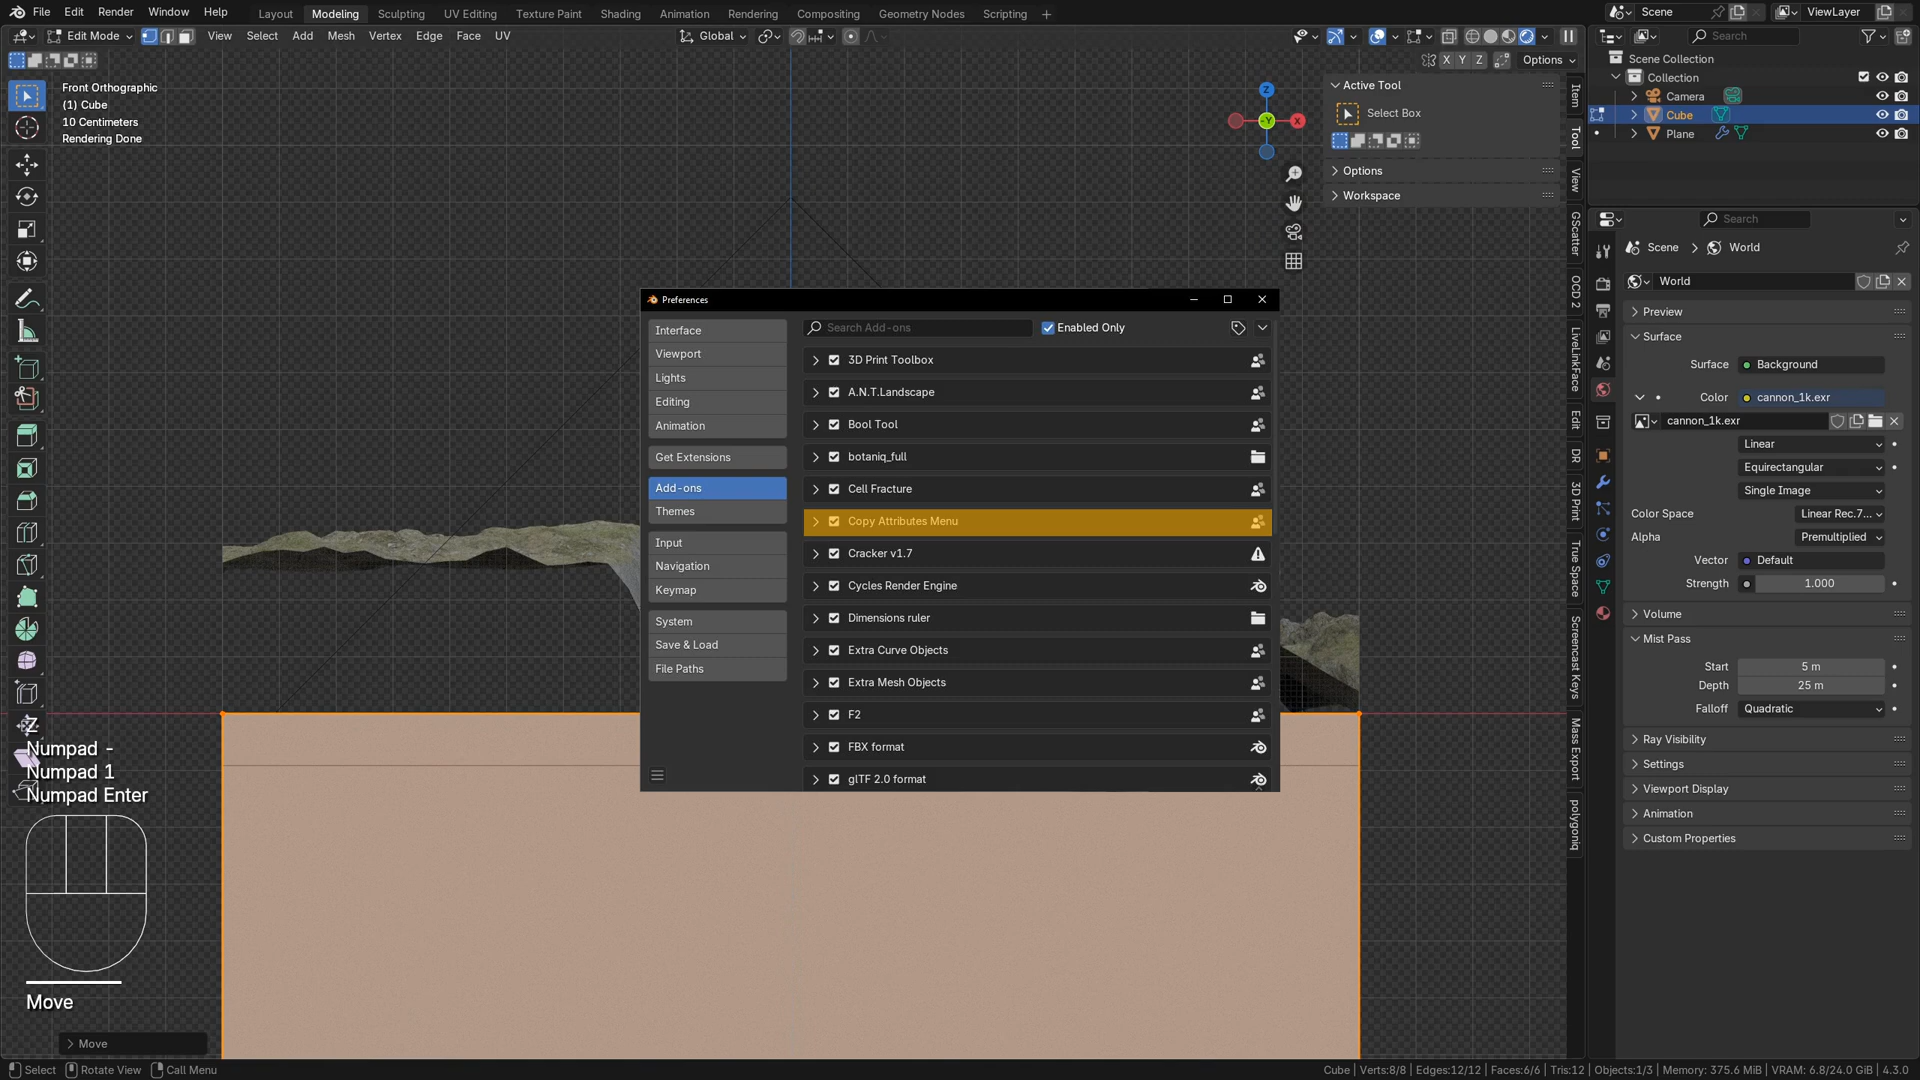 File Edit Render Window Help
Layout Modeling Sculpting UV Editing Texture Paint Shading Animation Rendering Compositing Geometry Nodes Scripting +
Scene ViewLayer
Edit Mode View Select Add Mesh Vertex Edge Face UV
Global
X Y Z Options
Front Orthographic
(1) Cube
10 Centimeters
Rendering Done
Z
Y
X
Active Tool
Select Box
Options
Workspace
Item
Tool
View
GScatter
OCD 2
LiveLinkFace
Edit
DR
3D Print
True Space
Screencast Keys
Mass Export
polygoniq
Search
Scene Collection
Collection
Camera
Cube
Plane
Search
Scene > World
World
Preview
Surface
Surface Background
Color cannon_1k.exr
cannon_1k.exr
Linear
Equirectangular
Single Image
Color Space Linear Rec.7...
Alpha Premultiplied
Vector Default
Strength 1.000
Volume
Mist Pass
Start 5 m
Depth 25 m
Falloff Quadratic
Ray Visibility
Settings
Viewport Display
Animation
Custom Properties
Preferences
Interface
Viewport
Lights
Editing
Animation
Get Extensions
Add-ons
Themes
Input
Navigation
Keymap
System
Save & Load
File Paths
Search Add-ons Enabled Only
3D Print Toolbox
A.N.T.Landscape
Bool Tool
botaniq_full
Cell Fracture
Copy Attributes Menu
Cracker v1.7
Cycles Render Engine
Dimensions ruler
Extra Curve Objects
Extra Mesh Objects
F2
FBX format
glTF 2.0 format
Z
Numpad -
Numpad 1
Numpad Enter
Move
Move
Select Rotate View Call Menu
Cube | Verts:8/8 | Edges:12/12 | Faces:6/6 | Tris:12 | Objects:1/3 | Memory: 375.6 MiB | VRAM: 6.8/24.0 GiB | 4.3.0